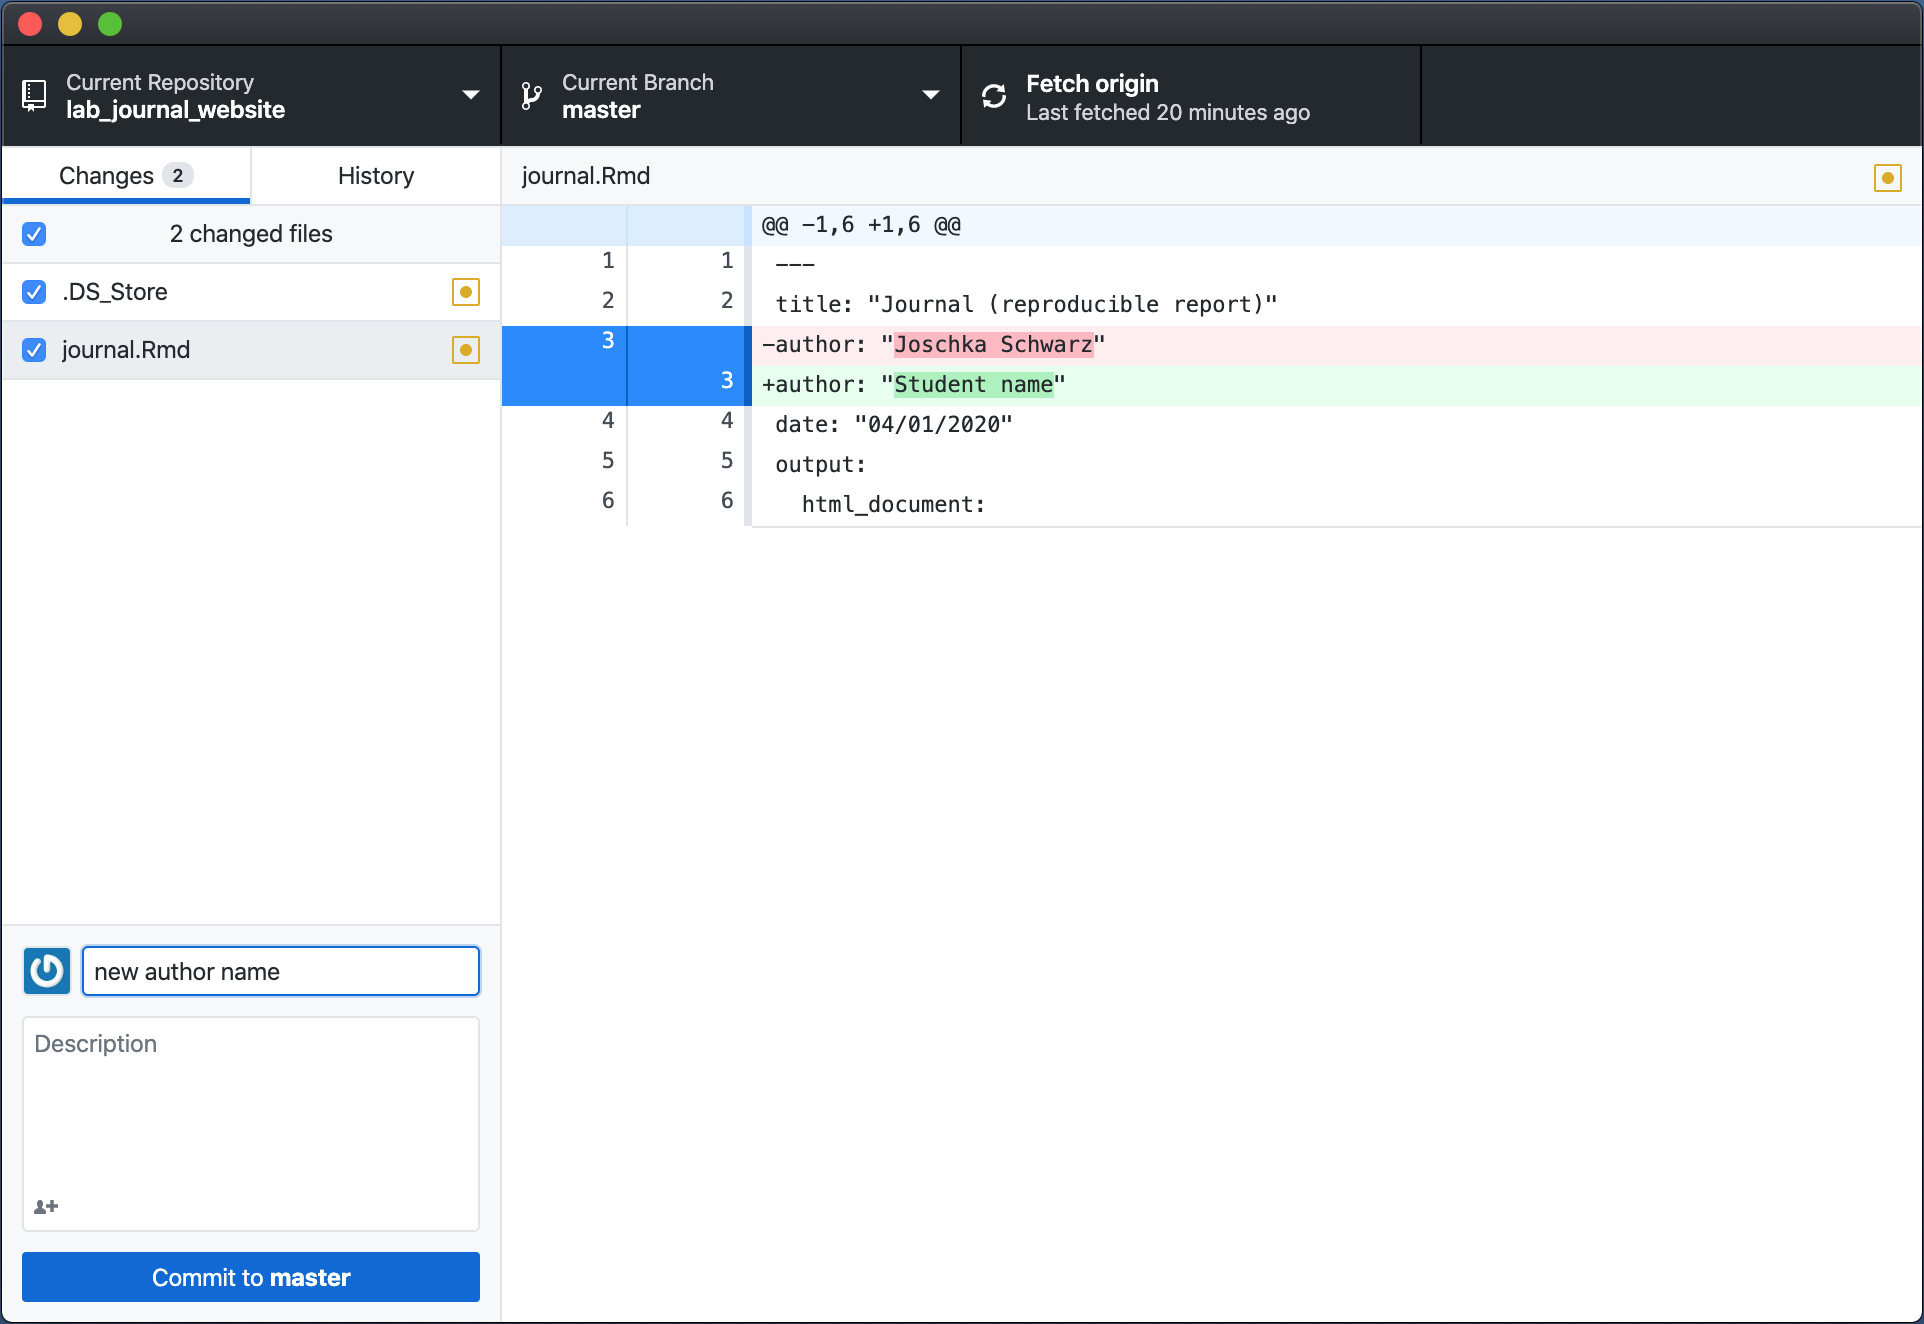 Current Repository
lab_journal_website
Current Branch
master
Fetch origin
Last fetched 20 minutes ago
Changes 2
History
journal.Rmd
2 changed files
.DS_Store
journal.Rmd
@@ -1,6 +1,6 @@
1 1 ---
2 2 title: "Journal (reproducible report)"
3 -author: "Joschka Schwarz"
3 +author: "Student name"
4 4 date: "04/01/2020"
5 5 output:
6 6 html_document:
new author name
Description
Commit to master